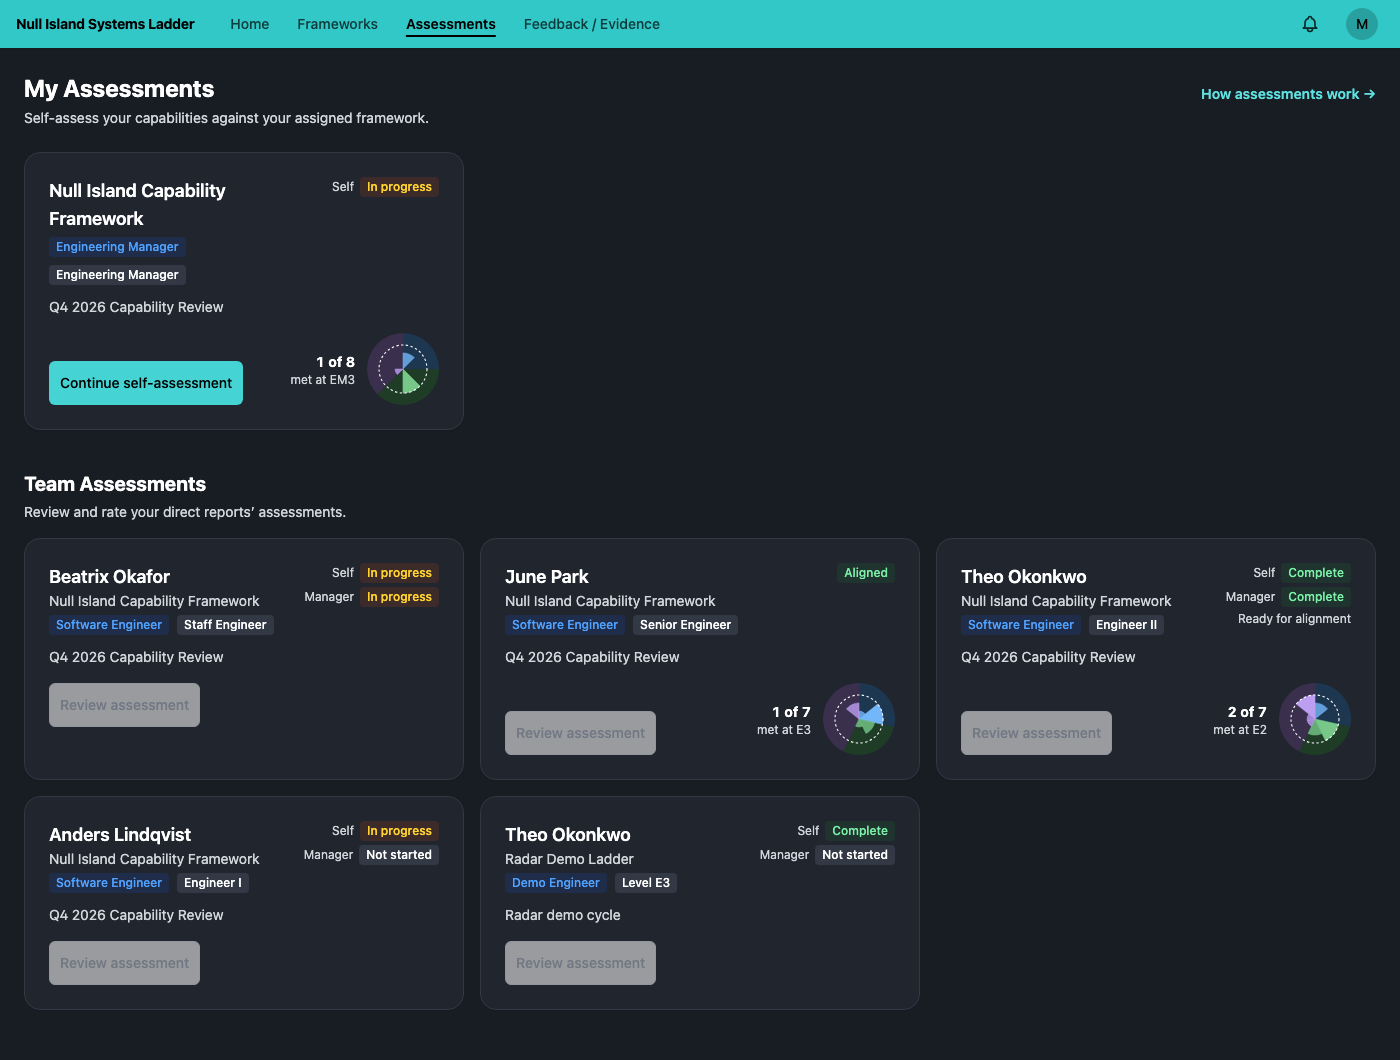 Null Island Systems Ladder
Home
Frameworks
Assessments
Feedback / Evidence
M
My Assessments
How assessments work →
Self-assess your capabilities against your assigned framework.
Null Island Capability
Framework
Self In progress
Engineering Manager
Engineering Manager
Q4 2026 Capability Review
Continue self-assessment
1 of 8
met at EM3
Team Assessments
Review and rate your direct reports’ assessments.
Beatrix Okafor
Self In progress
Null Island Capability Framework
Manager In progress
Software Engineer Staff Engineer
Q4 2026 Capability Review
Review assessment
June Park
Aligned
Null Island Capability Framework
Software Engineer Senior Engineer
Q4 2026 Capability Review
Review assessment
1 of 7
met at E3
Theo Okonkwo
Self Complete
Null Island Capability Framework
Manager Complete
Software Engineer Engineer II
Ready for alignment
Q4 2026 Capability Review
Review assessment
2 of 7
met at E2
Anders Lindqvist
Self In progress
Null Island Capability Framework
Manager Not started
Software Engineer Engineer I
Q4 2026 Capability Review
Review assessment
Theo Okonkwo
Self Complete
Radar Demo Ladder
Manager Not started
Demo Engineer Level E3
Radar demo cycle
Review assessment